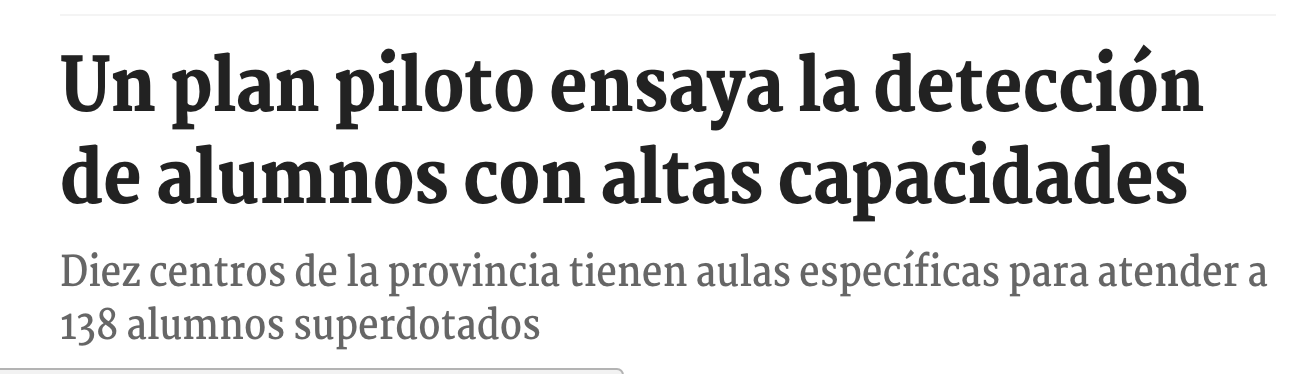 Un plan piloto ensaya la detección
de alumnos con altas capacidades
Diez centros de la provincia tienen aulas específicas para atender a
138 alumnos superdotados